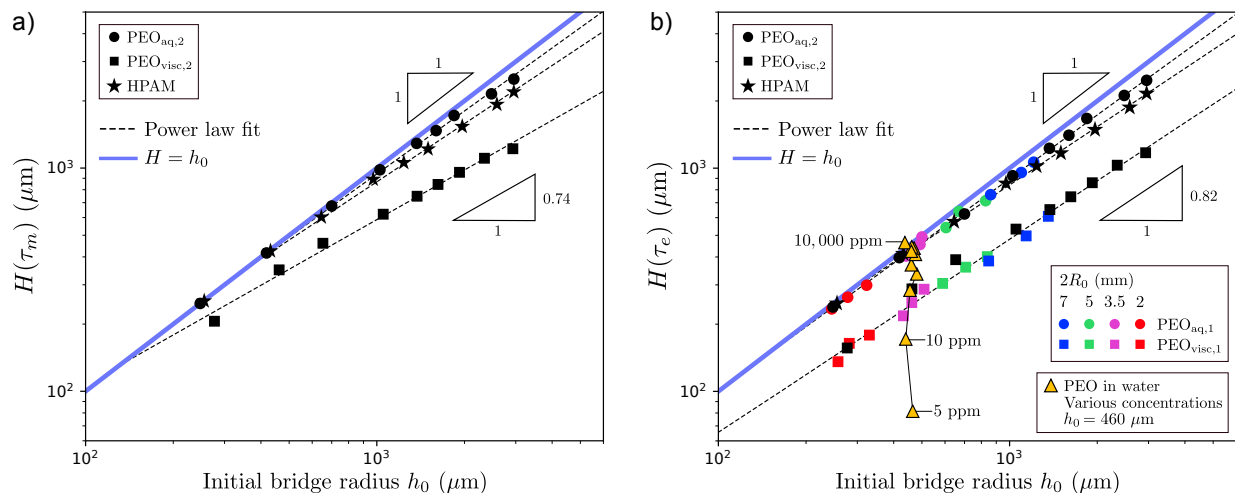 a)
PEO_aq,2
PEO_visc,2
HPAM
Power law fit
H = h_0
1
1
0.74
1
10^3
10^2
H(τ_m) (μm)
10^2
10^3
Initial bridge radius h_0 (μm)
b)
PEO_aq,2
PEO_visc,2
HPAM
Power law fit
H = h_0
1
1
0.82
1
10,000 ppm
10 ppm
5 ppm
2R_0 (mm)
7 5 3.5 2
PEO_aq,1
PEO_visc,1
PEO in water
Various concentrations
h_0 = 460 μm
10^3
10^2
H(τ_e) (μm)
10^2
10^3
Initial bridge radius h_0 (μm)